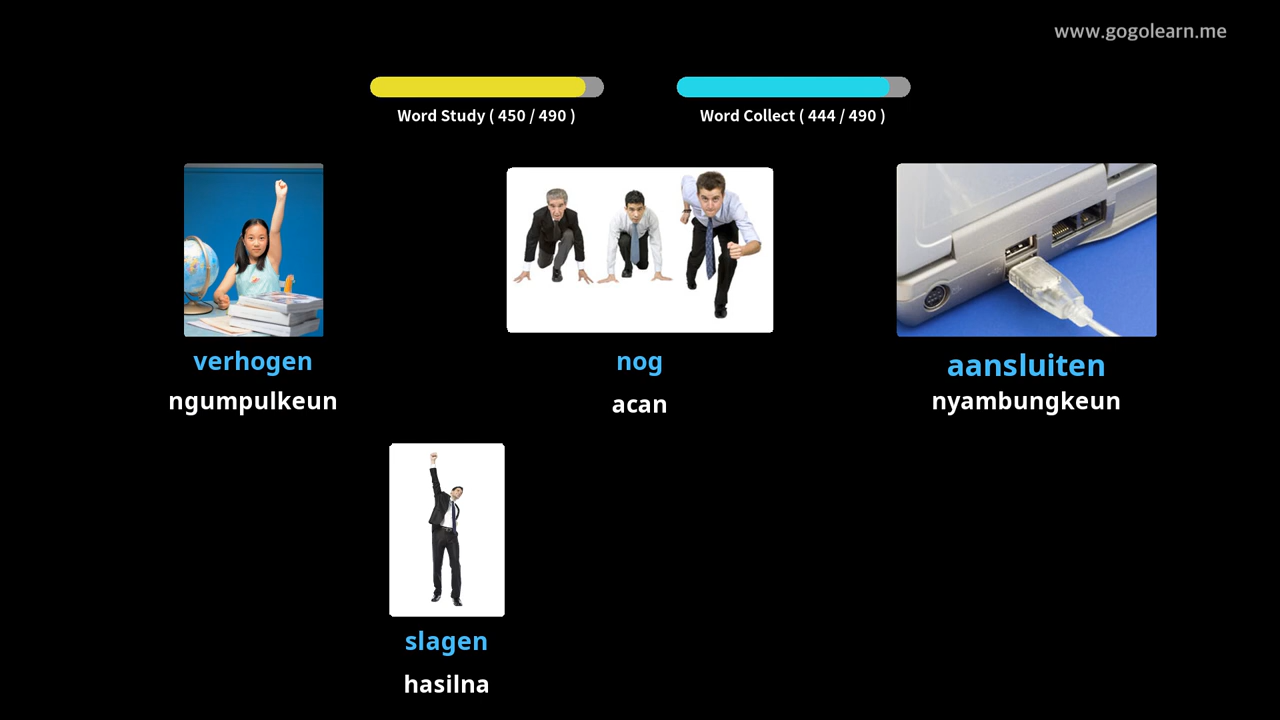 www.gogolearn.me
Word Study ( 450 / 490 )
Word Collect ( 444 / 490 )
verhogen
ngumpulkeun
nog
acan
aansluiten
nyambungkeun
slagen
hasilna